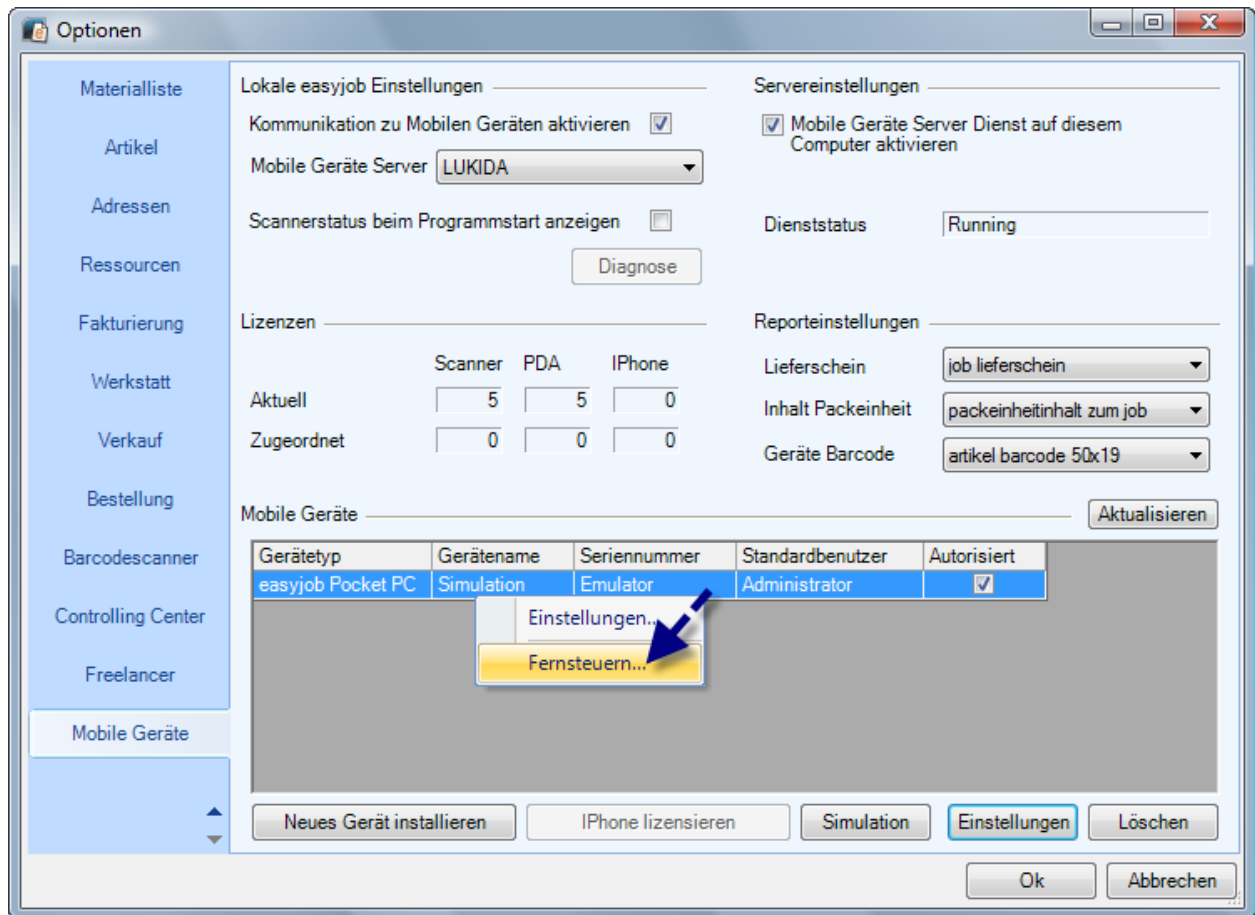 Optionen
Materialliste
Artikel
Adressen
Ressourcen
Fakturierung
Werkstatt
Verkauf
Bestellung
Barcodescanner
Controlling Center
Freelancer
Mobile Geräte
Lokale easyjob Einstellungen
Kommunikation zu Mobilen Geräten aktivieren
Mobile Geräte Server LUKIDA
Scannerstatus beim Programmstart anzeigen
Diagnose
Servereinstellungen
Mobile Geräte Server Dienst auf diesem
Computer aktivieren
Dienststatus Running
Lizenzen
Scanner PDA IPhone
Aktuell 5 5 0
Zugeordnet 0 0 0
Reporteinstellungen
Lieferschein job lieferschein
Inhalt Packeinheit packeinheitinhalt zum job
Geräte Barcode artikel barcode 50x19
Mobile Geräte Aktualisieren
Gerätetyp Gerätename Seriennummer Standardbenutzer Autorisiert
easyjob Pocket PC Simulation Emulator Administrator
Einstellungen...
Fernsteuern...
Neues Gerät installieren IPhone lizensieren Simulation Einstellungen Löschen
Ok Abbrechen